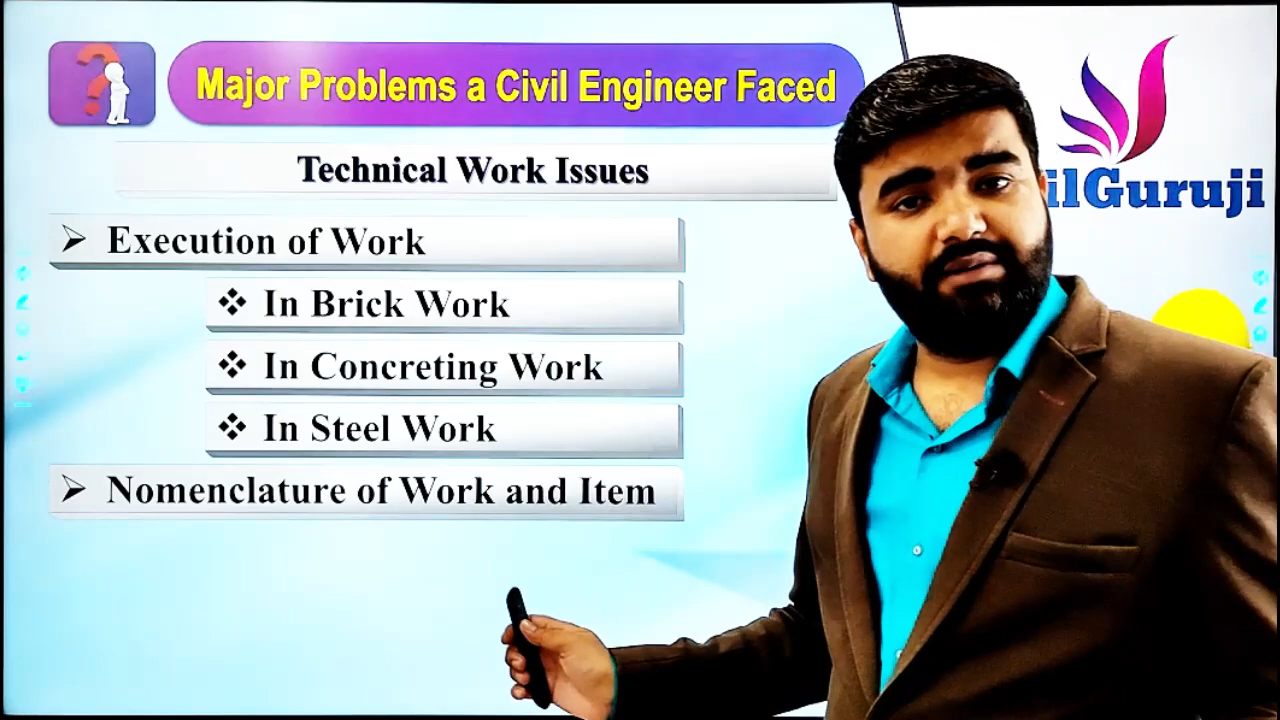 Major Problems a Civil Engineer Faced
Technical Work Issues
Execution of Work
In Brick Work
In Concreting Work
In Steel Work
Nomenclature of Work and Item
ilGuruji